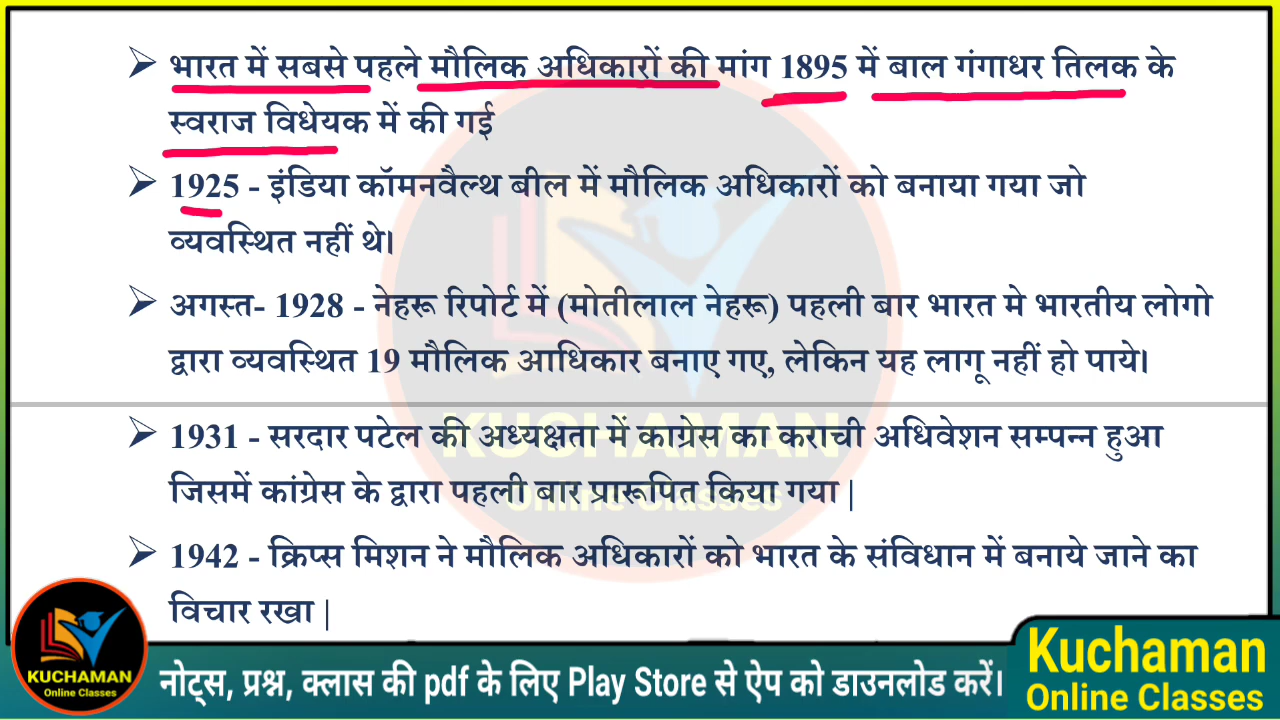 ➢ भारत में सबसे पहले मौलिक अधिकारों की मांग 1895 में बाल गंगाधर तिलक के
स्वराज विधेयक में की गई
➢ 1925 - इंडिया कॉमनवैल्थ बील में मौलिक अधिकारों को बनाया गया जो
व्यवस्थित नहीं थे।
➢ अगस्त- 1928 - नेहरू रिपोर्ट में (मोतीलाल नेहरू) पहली बार भारत मे भारतीय लोगो
द्वारा व्यवस्थित 19 मौलिक आधिकार बनाए गए, लेकिन यह लागू नहीं हो पाये।
➢ 1931 - सरदार पटेल की अध्यक्षता में काग्रेस का कराची अधिवेशन सम्पन्न हुआ
जिसमें कांग्रेस के द्वारा पहली बार प्रारूपित किया गया |
➢ 1942 - क्रिप्स मिशन ने मौलिक अधिकारों को भारत के संविधान में बनाये जाने का
विचार रखा |
KUCHAMAN
Online Classes
KUCHAMAN
Online Classes
नोट्स, प्रश्न, क्लास की pdf के लिए Play Store से ऐप को डाउनलोड करें।
Kuchaman
Online Classes